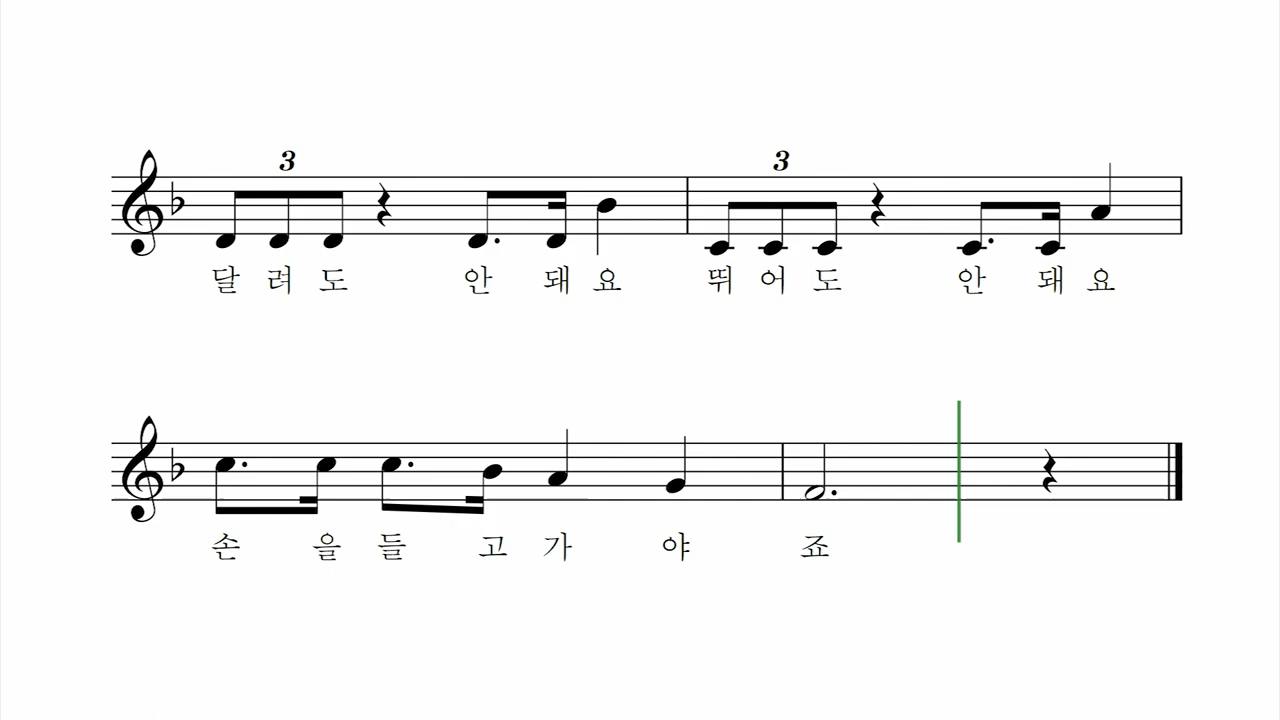 3 3
달 려 도 안 돼 요 뛰 어 도 안 돼 요
손 을 들 고 가 야 죠